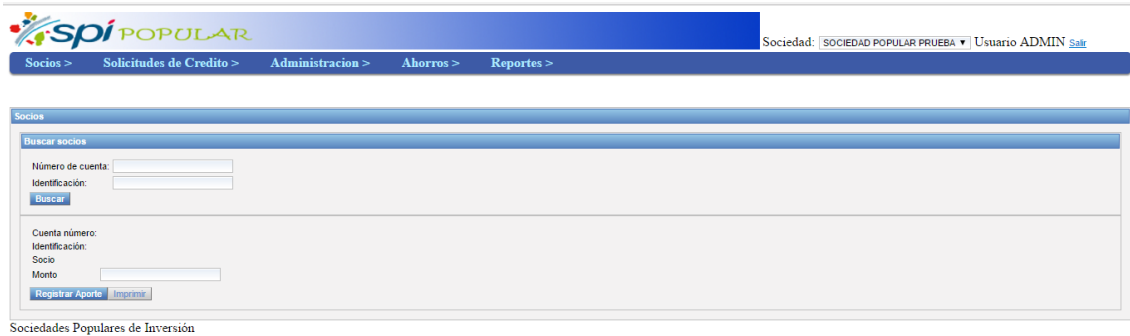 spi POPULAR
Sociedad: SOCIEDAD POPULAR PRUEBA Usuario ADMIN Salir
Socios > Solicitudes de Credito > Administracion > Ahorros > Reportes >
Socios
Buscar socios
Número de cuenta:
Identificación:
Buscar
Cuenta número:
Identificación:
Socio
Monto
Registrar Aporte Imprimir
Sociedades Populares de Inversión